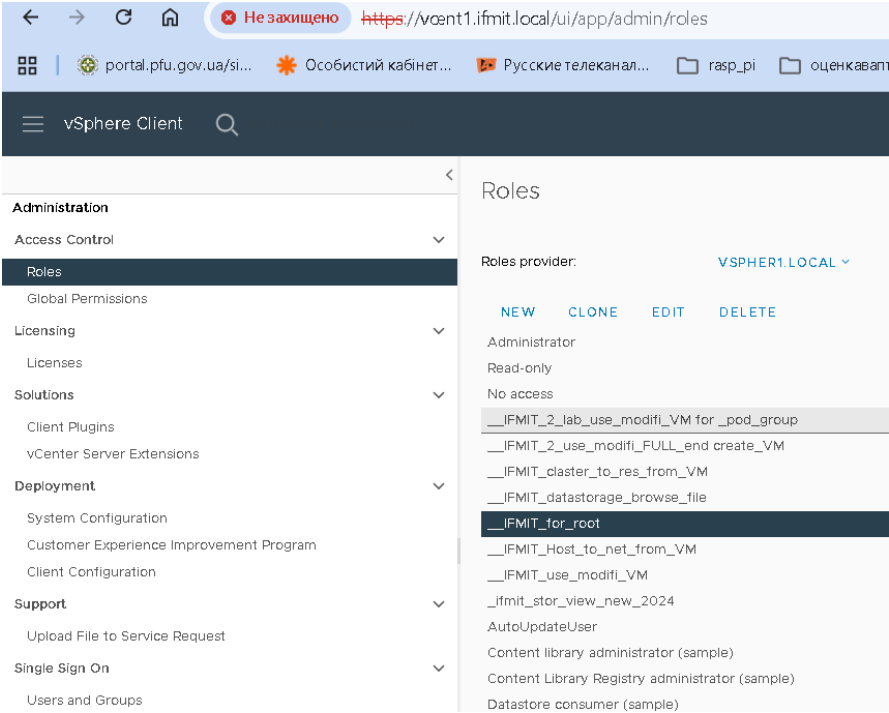 Не захищено https://vcent1.ifmit.local/ui/app/admin/roles
portal.pfu.gov.ua/si... Особистий кабінет... Русские телеканал... rasp_pi оценкавапт
vSphere Client
Administration
Access Control
Roles
Global Permissions
Licensing
Licenses
Solutions
Client Plugins
vCenter Server Extensions
Deployment
System Configuration
Customer Experience Improvement Program
Client Configuration
Support
Upload File to Service Request
Single Sign On
Users and Groups
Roles
Roles provider: VSPHER1.LOCAL
NEW CLONE EDIT DELETE
Administrator
Read-only
No access
__IFMIT_2_lab_use_modifi_VM for _pod_group
__IFMIT_2_use_modifi_FULL_end create_VM
__IFMIT_claster_to_res_from_VM
__IFMIT_datastorage_browse_file
__IFMIT_for_root
__IFMIT_Host_to_net_from_VM
__IFMIT_use_modifi_VM
_ifmit_stor_view_new_2024
AutoUpdateUser
Content library administrator (sample)
Content Library Registry administrator (sample)
Datastore consumer (sample)